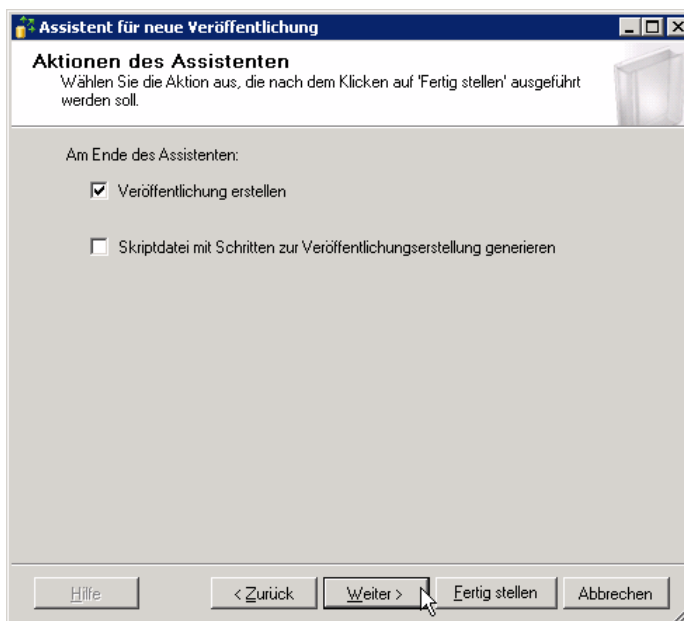 Assistent für neue Veröffentlichung
Aktionen des Assistenten
Wählen Sie die Aktion aus, die nach dem Klicken auf 'Fertig stellen' ausgeführt
werden soll.
Am Ende des Assistenten:
Veröffentlichung erstellen
Skriptdatei mit Schritten zur Veröffentlichungserstellung generieren
Hilfe
< Zurück
Weiter >
Fertig stellen
Abbrechen